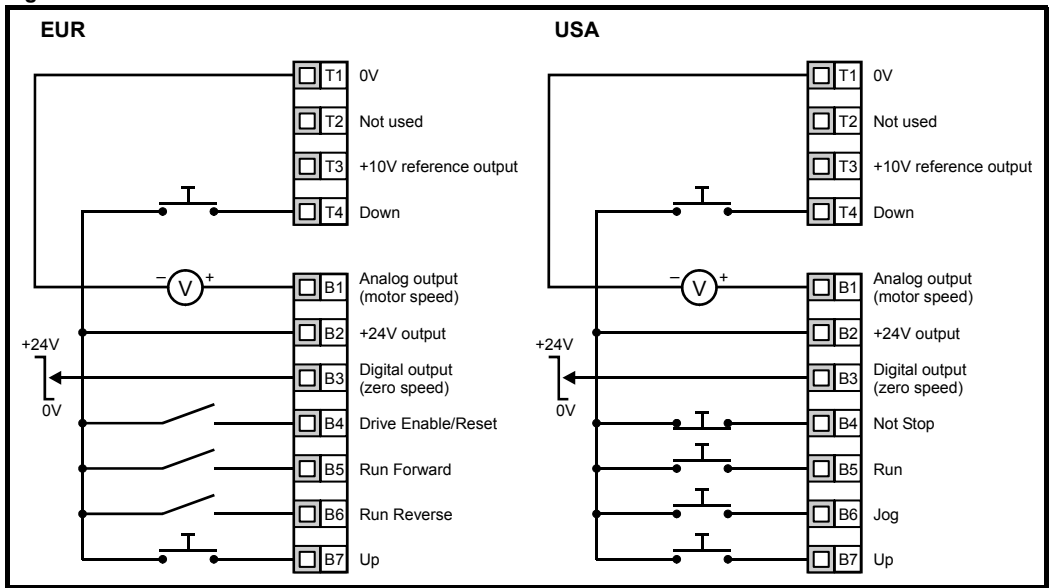 EUR
T1 0V
T2 Not used
T3 +10V reference output
T4 Down
– V +
B1 Analog output
(motor speed)
B2 +24V output
+24V
B3 Digital output
(zero speed)
0V
B4 Drive Enable/Reset
B5 Run Forward
B6 Run Reverse
B7 Up
USA
T1 0V
T2 Not used
T3 +10V reference output
T4 Down
– V +
B1 Analog output
(motor speed)
B2 +24V output
+24V
B3 Digital output
(zero speed)
0V
B4 Not Stop
B5 Run
B6 Jog
B7 Up